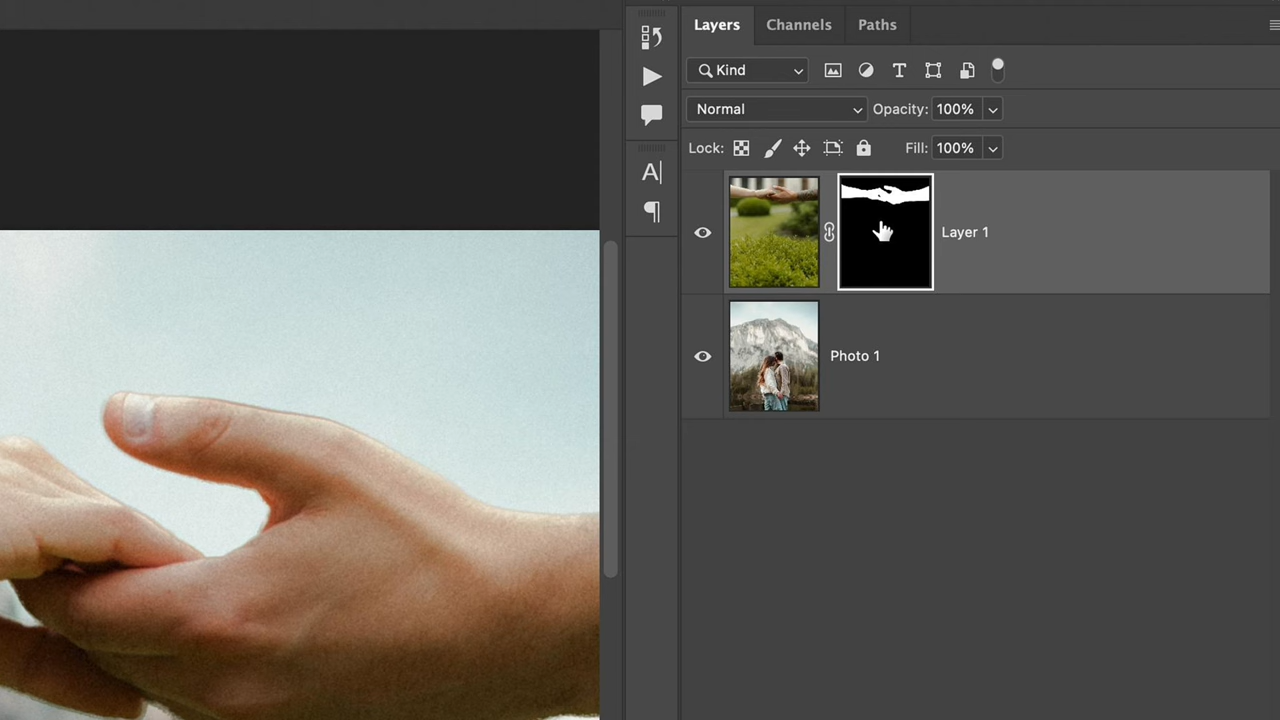 Layers Channels Paths
Kind T
Normal Opacity: 100%
Lock: Fill: 100%
A|
¶
Layer 1
Photo 1